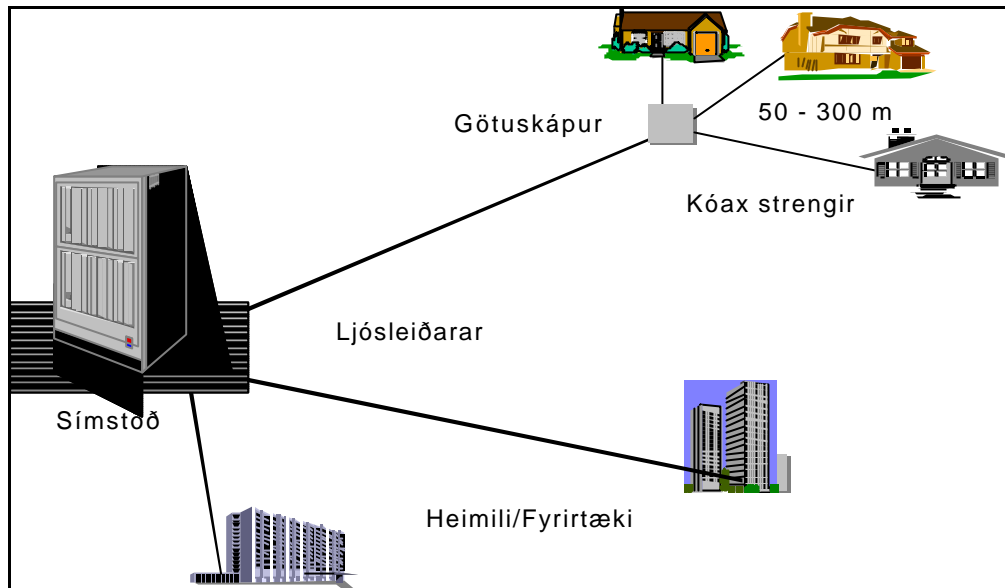 Götuskápur
50 - 300 m
Kóax strengir
Ljósleiðarar
Símstöð
Heimili/Fyrirtæki